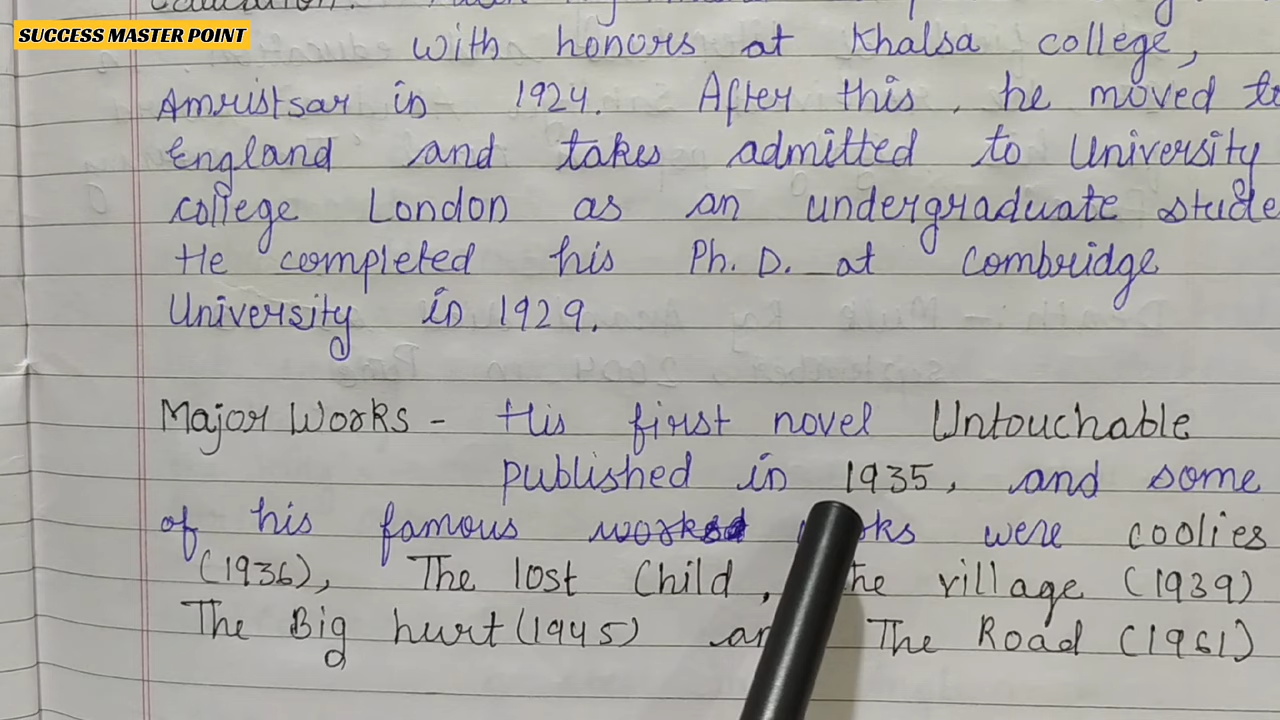 SUCCESS MASTER POINT
with honors at Khalsa college,
Amristsar in 1924. After this, he moved to
England and takes admitted to University
college London as an undergraduate stude
He completed his Ph. D. at Combridge
University in 1929.
Major Works - His first novel Untouchable
published in 1935, and some
of his famous works were coolies
(1936), The lost Child, the village (1939)
The Big hurt (1945) The Road (1961)